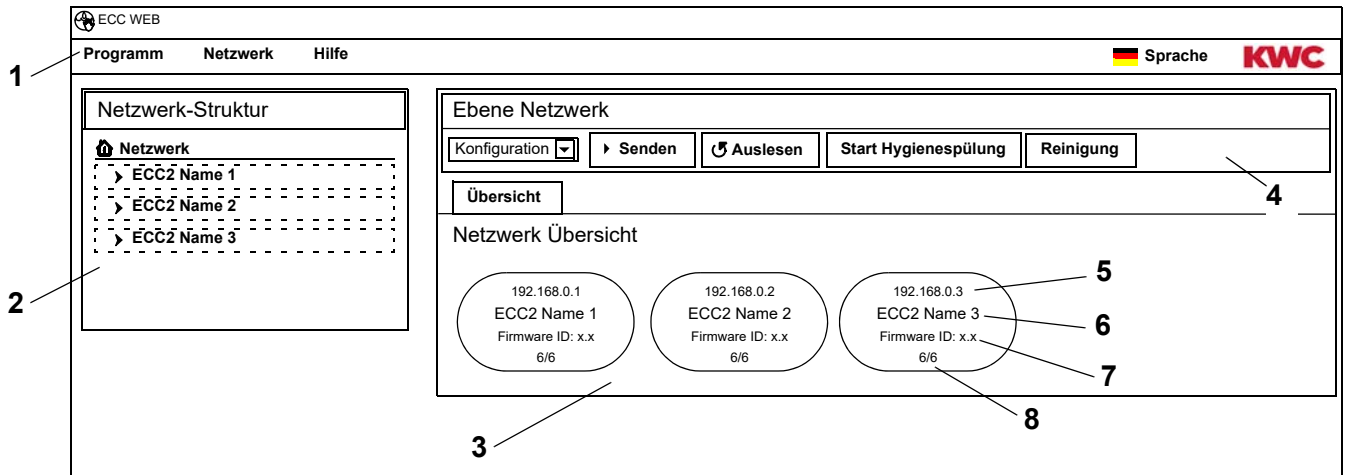 ECC WEB
Programm Netzwerk Hilfe Sprache KWC
1
Netzwerk-Struktur
Netzwerk
ECC2 Name 1
ECC2 Name 2
ECC2 Name 3
2
Ebene Netzwerk
Konfiguration Senden Auslesen Start Hygienespülung Reinigung
4
Übersicht
Netzwerk Übersicht
192.168.0.1
ECC2 Name 1
Firmware ID: x.x
6/6
192.168.0.2
ECC2 Name 2
Firmware ID: x.x
6/6
192.168.0.3
ECC2 Name 3
Firmware ID: x.x
6/6
5
6
7
8
3